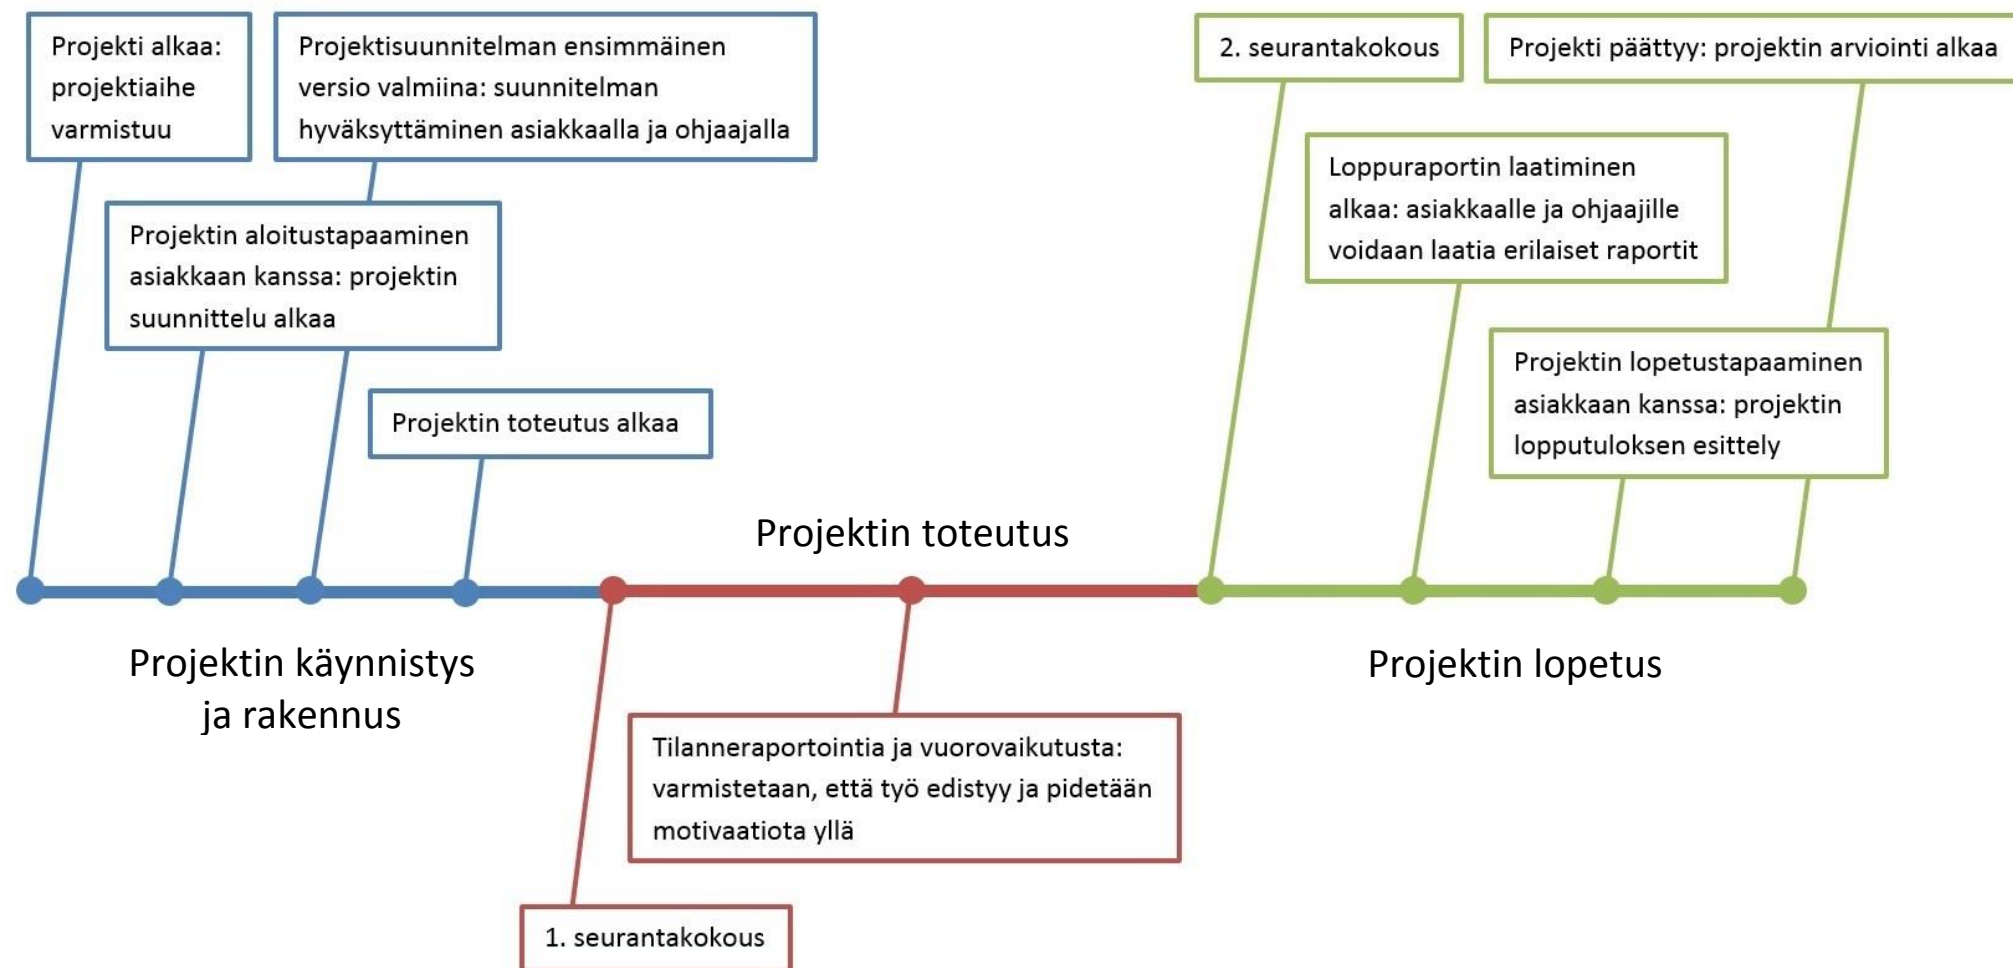 Projekti alkaa:
projektiaihe
varmistuu
Projektisuunnitelman ensimmäinen
versio valmiina: suunnitelman
hyväksyttäminen asiakkaalla ja ohjaajalla
Projektin aloitustapaaminen
asiakkaan kanssa: projektin
suunnittelu alkaa
Projektin toteutus alkaa
Projektin käynnistys
ja rakennus
Projektin toteutus
1. seurantakokous
Tilanneraportointia ja vuorovaikutusta:
varmistetaan, että työ edistyy ja pidetään
motivaatiota yllä
2. seurantakokous
Loppuraportin laatiminen
alkaa: asiakkaalle ja ohjaajille
voidaan laatia erilaiset raportit
Projektin lopetustapaaminen
asiakkaan kanssa: projektin
lopputuloksen esittely
Projekti päättyy: projektin arviointi alkaa
Projektin lopetus